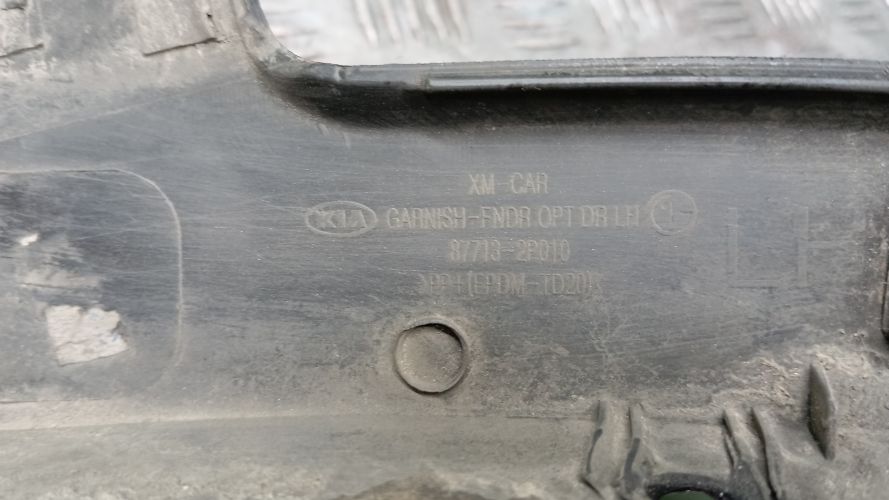 XM-CAR
KIA GARNISH-FNDR OPT DR LH
87713-2P010
>PP+(EPDM-TD20)<
LH